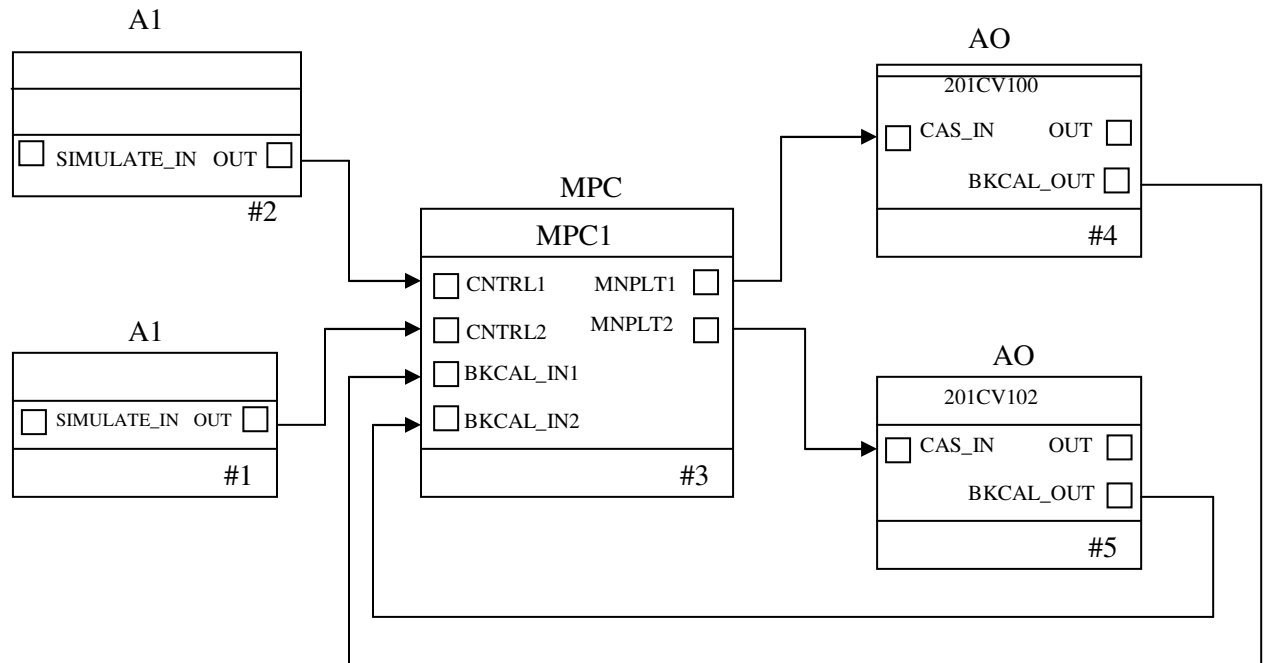 A1
SIMULATE_IN OUT
#2
A1
SIMULATE_IN OUT
#1
MPC
MPC1
CNTRL1 MNPLT1
CNTRL2 MNPLT2
BKCAL_IN1
BKCAL_IN2
#3
AO
201CV100
CAS_IN OUT
BKCAL_OUT
#4
AO
201CV102
CAS_IN OUT
BKCAL_OUT
#5